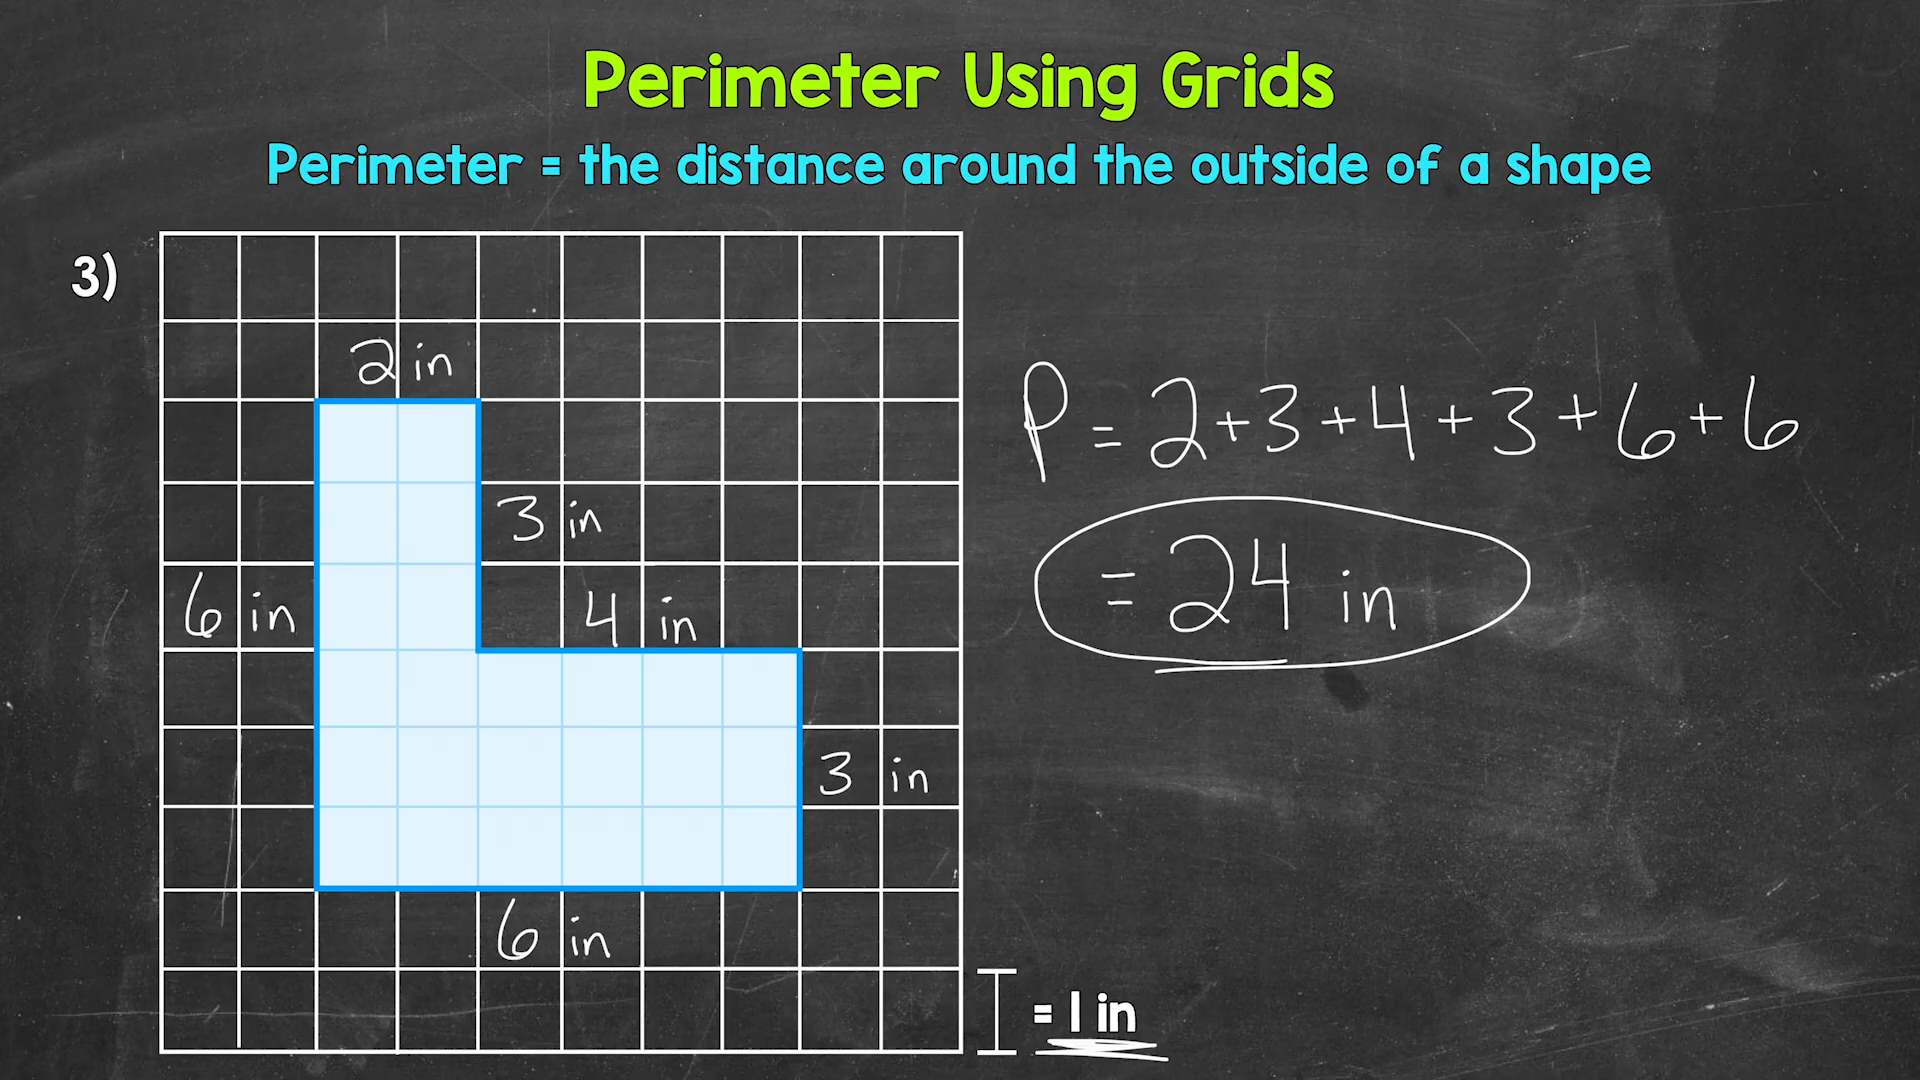 Perimeter Using Grids
Perimeter = the distance around the outside of a shape
3)
2 in
P = 2+3+4+3+6+6
3 in
= 24 in
6 in
4 in
3 in
6 in
= 1 in